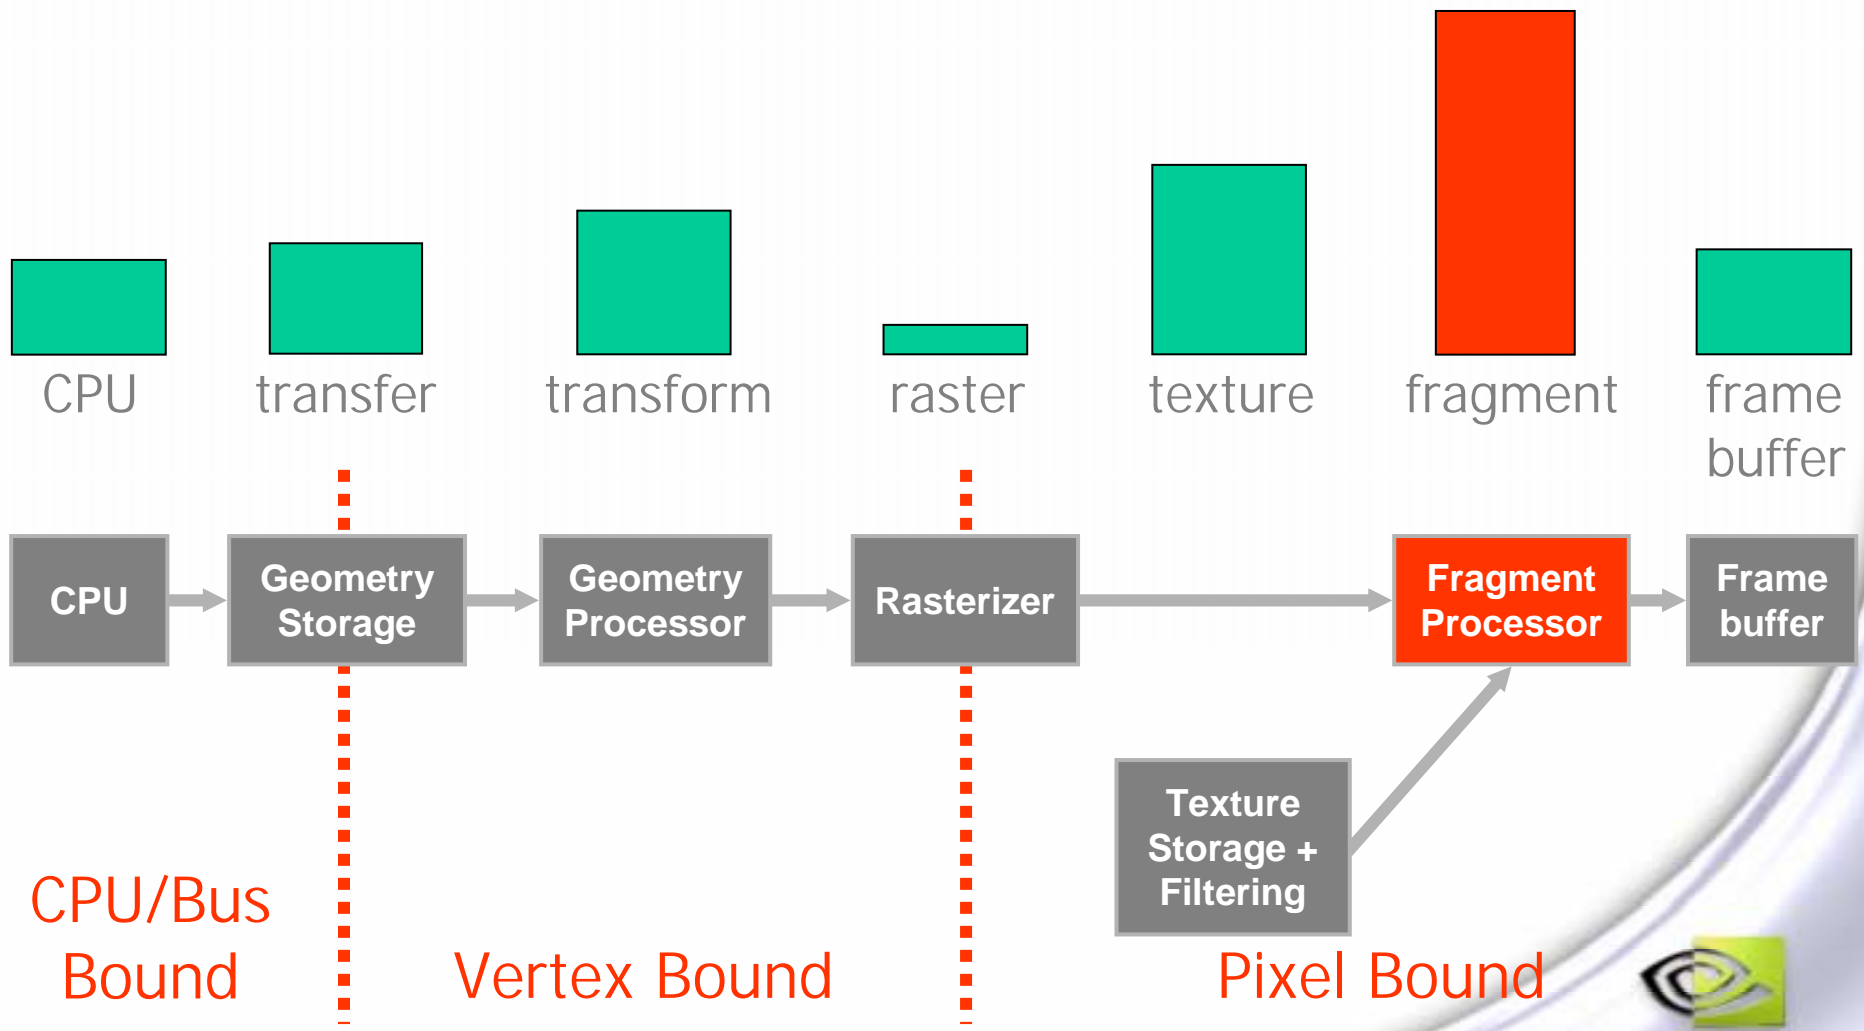 CPU
transfer
transform
raster
texture
fragment
frame
buffer
CPU
Geometry
Storage
Geometry
Processor
Rasterizer
Fragment
Processor
Frame
buffer
Texture
Storage +
Filtering
CPU/Bus
Bound
Vertex Bound
Pixel Bound